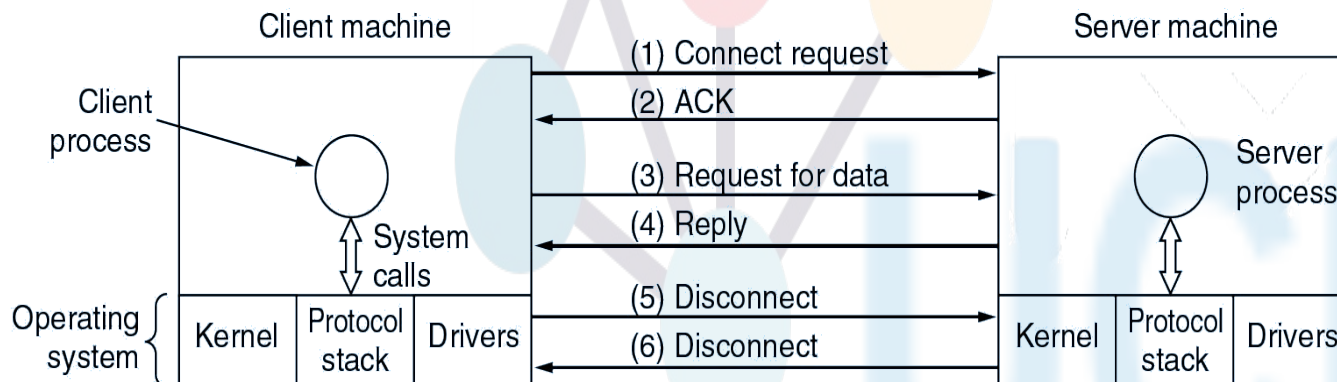 Client machine
Server machine
(1) Connect request
(2) ACK
Client
process
(3) Request for data
Server
process
(4) Reply
System
calls
(5) Disconnect
Operating
system
Kernel
Protocol
stack
Drivers
(6) Disconnect
Kernel
Protocol
stack
Drivers